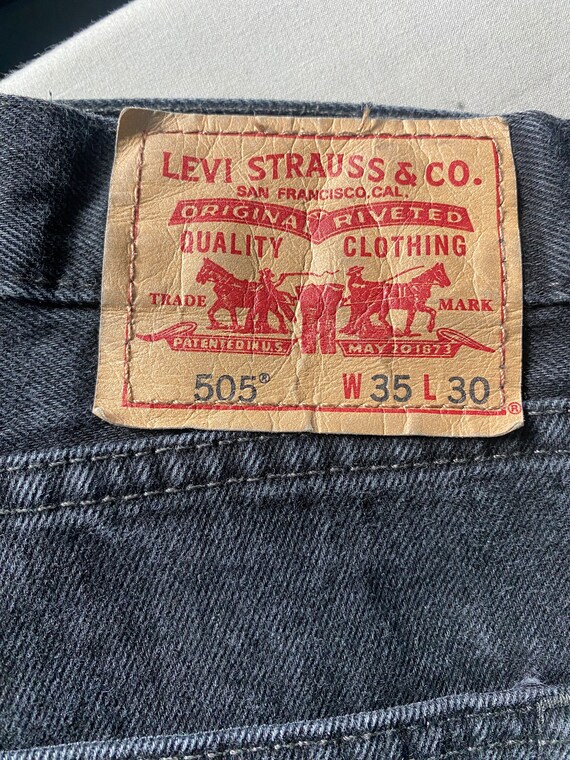 LEVI STRAUSS & CO.
SAN FRANCISCO, CAL.
ORIGINAL RIVETED
QUALITY CLOTHING
TRADE MARK
PATENTED IN U.S. MAY 20 1873
505® W 35 L 30 ®